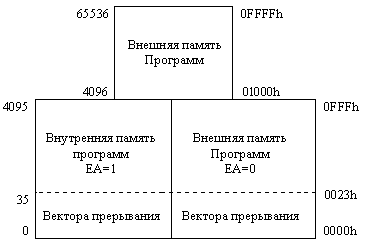 65536
0FFFFh
Внешняя память
Программ
4096
01000h
4095
0FFFh
Внутренняя память
программ
EA=1
Внешняя память
Программ
EA=0
35
0023h
Вектора прерывания
Вектора прерывания
0
0000h